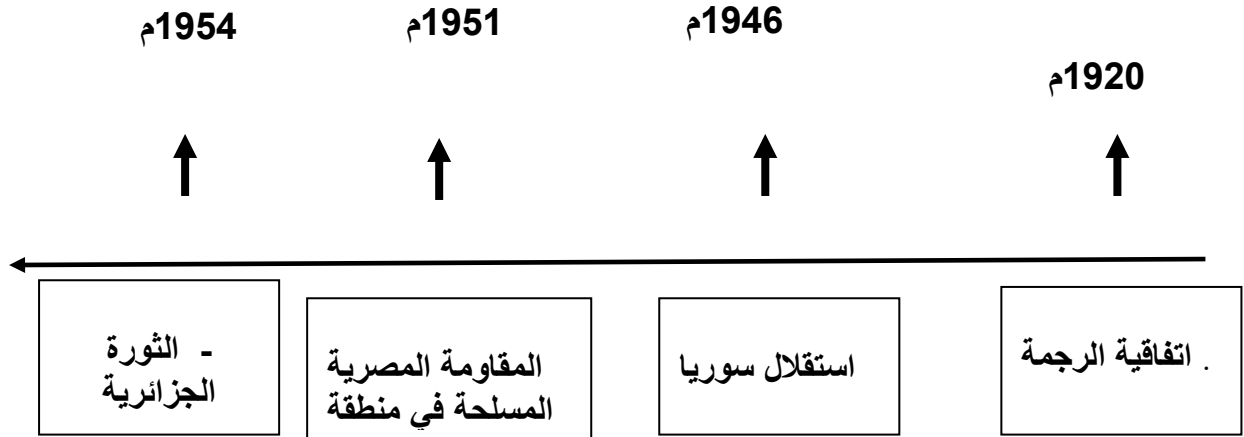 1920م
1946م
1951م
1954م
. اتفاقية الرجمة
استقلال سوريا
المقاومة المصرية
المسلحة في منطقة
- الثورة
الجزائرية